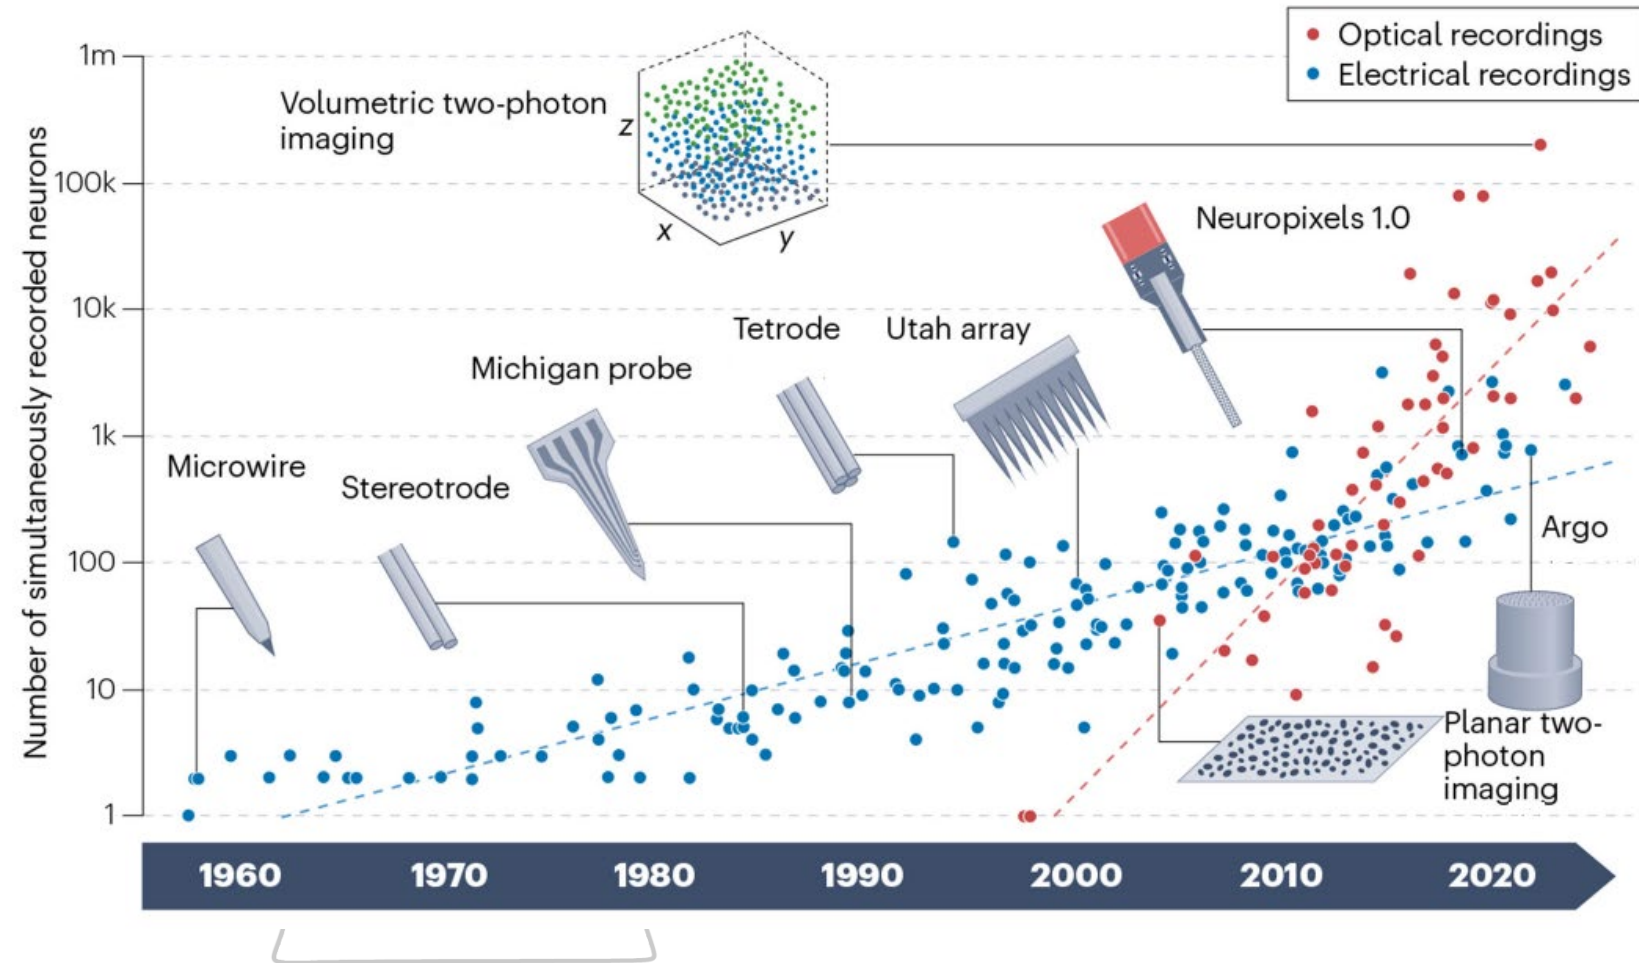 Optical recordings
Electrical recordings
Number of simultaneously recorded neurons
1m
100k
10k
1k
100
10
1
Volumetric two-photon
imaging
z
x
y
Neuropixels 1.0
Tetrode
Utah array
Michigan probe
Microwire
Stereotrode
Argo
Planar two-
photon
imaging
1960
1970
1980
1990
2000
2010
2020